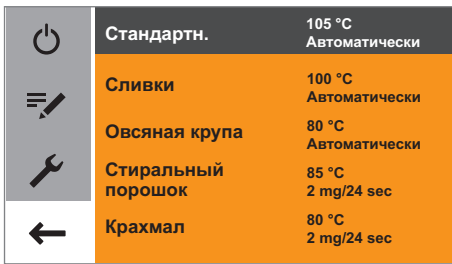 Стандартн.
105 °C
Автоматически
Сливки
100 °C
Автоматически
Овсяная крупа
80 °C
Автоматически
Стиральный
порошок
85 °C
2 mg/24 sec
Крахмал
80 °C
2 mg/24 sec